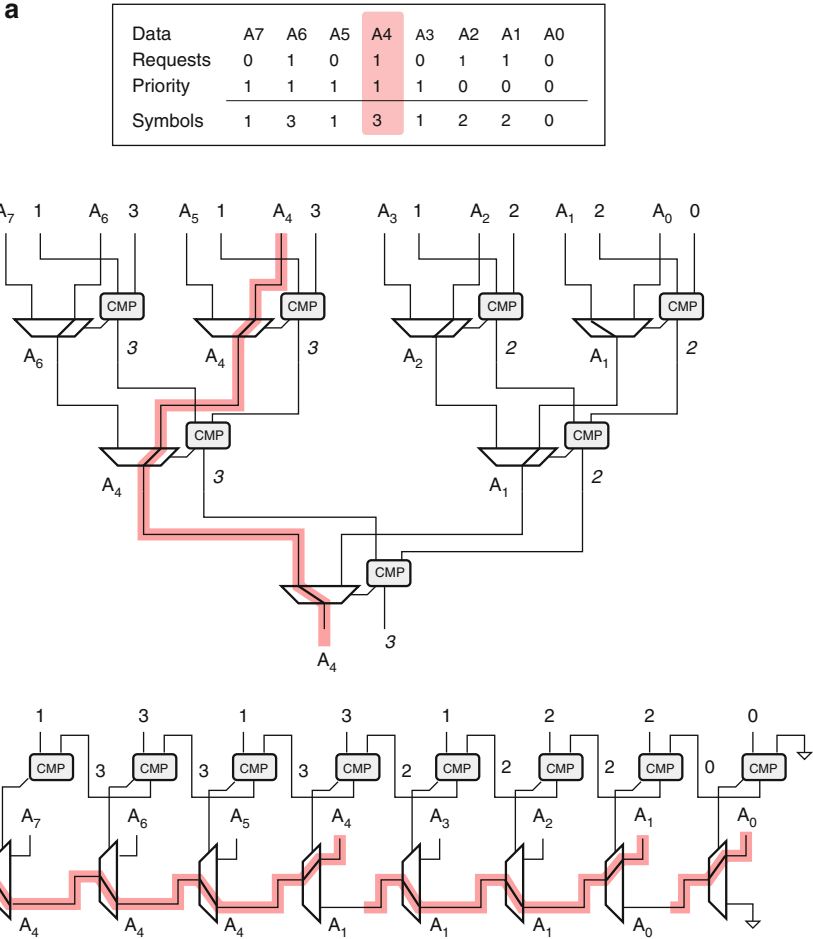 a
Data A7 A6 A5 A4 A3 A2 A1 A0
Requests 0 1 0 1 0 1 1 0
Priority 1 1 1 1 1 0 0 0
Symbols 1 3 1 3 1 2 2 0
A7 1 A6 3 A5 1 A4 3 A3 1 A2 2 A1 2 A0 0
CMP CMP CMP CMP
A6 3 A4 3 A2 2 A1 2
CMP CMP
A4 3 A1 2
CMP
3
A4
1 3 1 3 1 2 2 0
CMP 3 CMP 3 CMP 3 CMP 2 CMP 2 CMP 2 CMP 0 CMP
A7 A6 A5 A4 A3 A2 A1 A0
A4 A4 A4 A1 A1 A1 A0